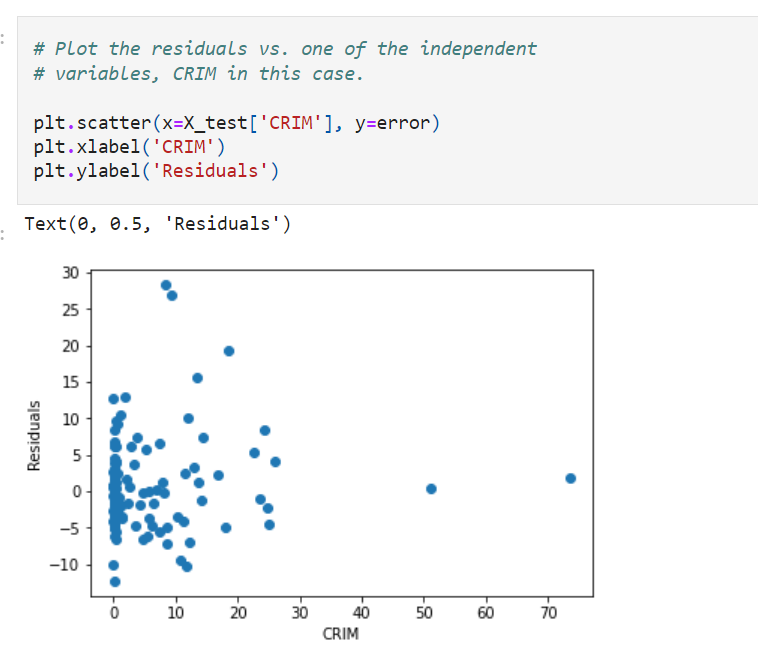 :
# Plot the residuals vs. one of the independent
# variables, CRIM in this case.
plt.scatter(x=X_test['CRIM'], y=error)
plt.xlabel('CRIM')
plt.ylabel('Residuals')
Text(0, 0.5, 'Residuals')
:
30
25
20
15
10
5
0
−5
−10
Residuals
0 10 20 30 40 50 60 70
CRIM